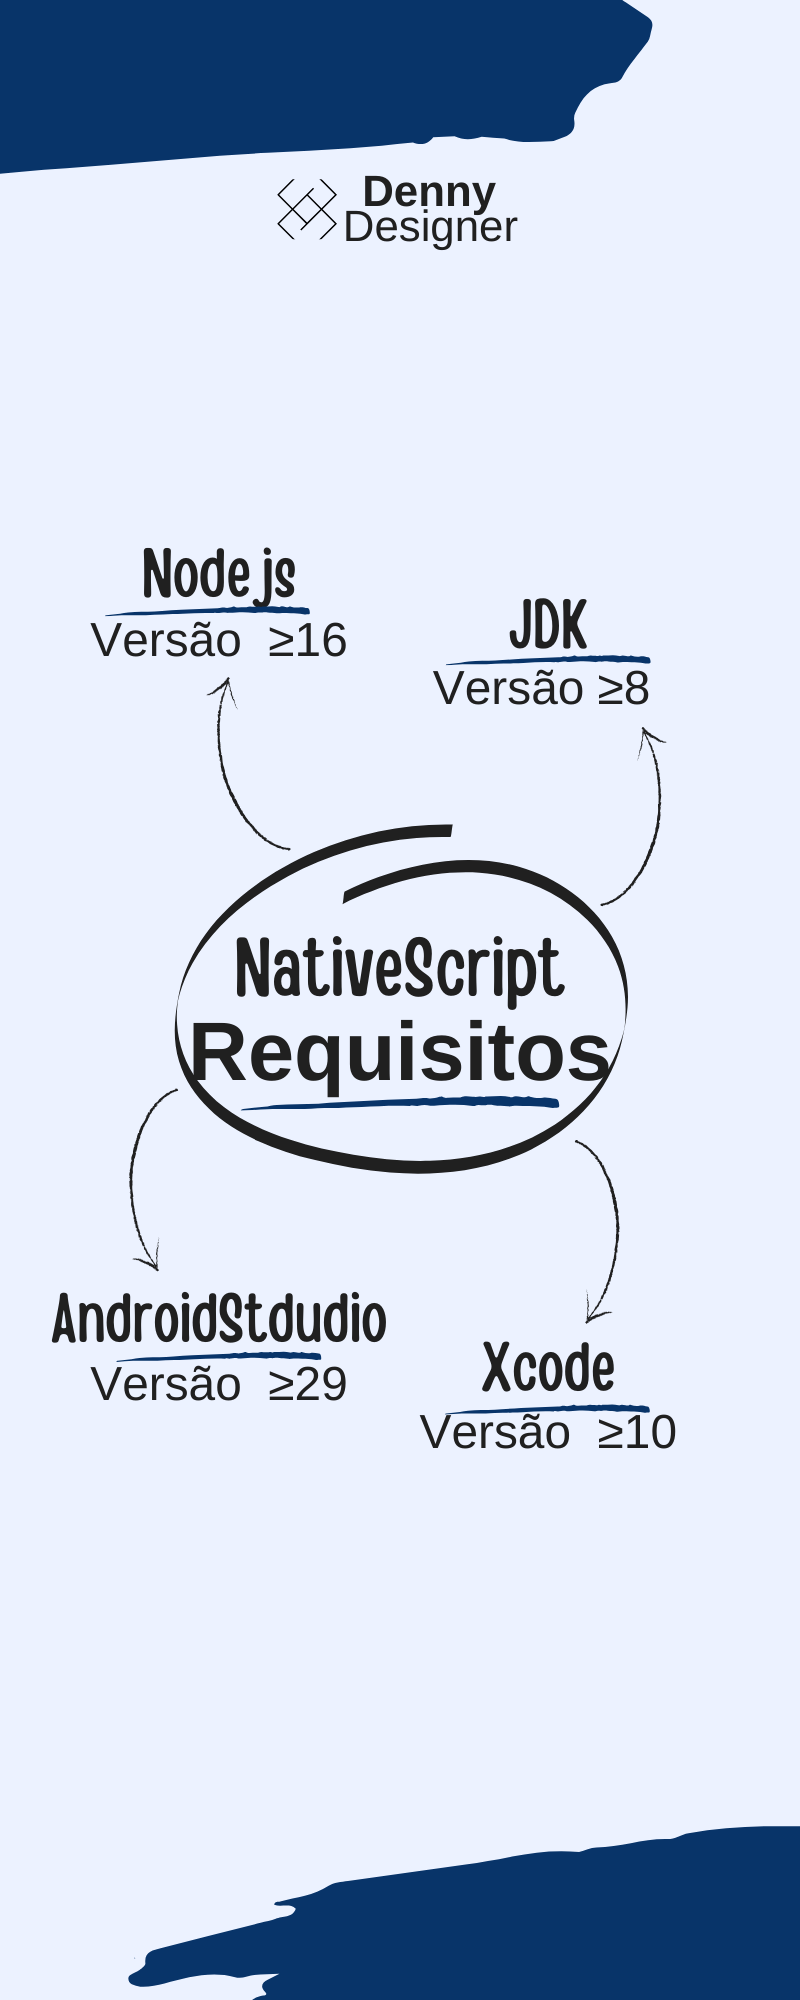 Denny
Designer
Node js
Versão ≥16
JDK
Versão ≥8
NativeScript
Requisitos
AndroidStdudio
Versão ≥29
Xcode
Versão ≥10